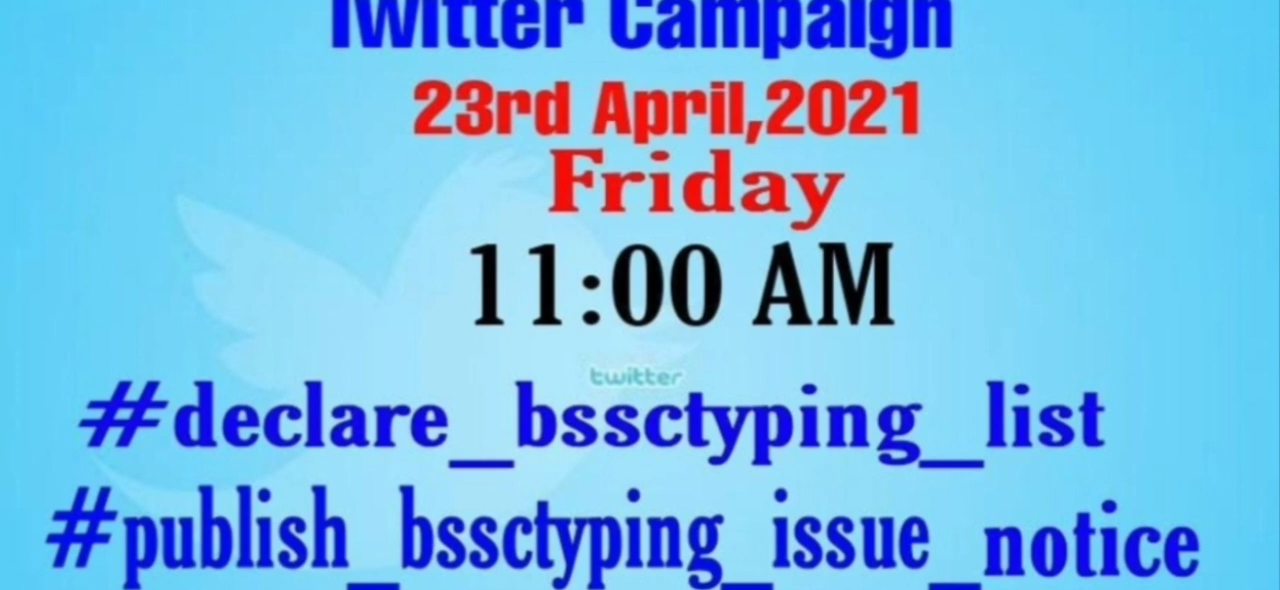 Twitter Campaign
23rd April,2021
Friday
11:00 AM
twitter
#declare_bssctyping_list
#publish_bssctyping_issue_notice